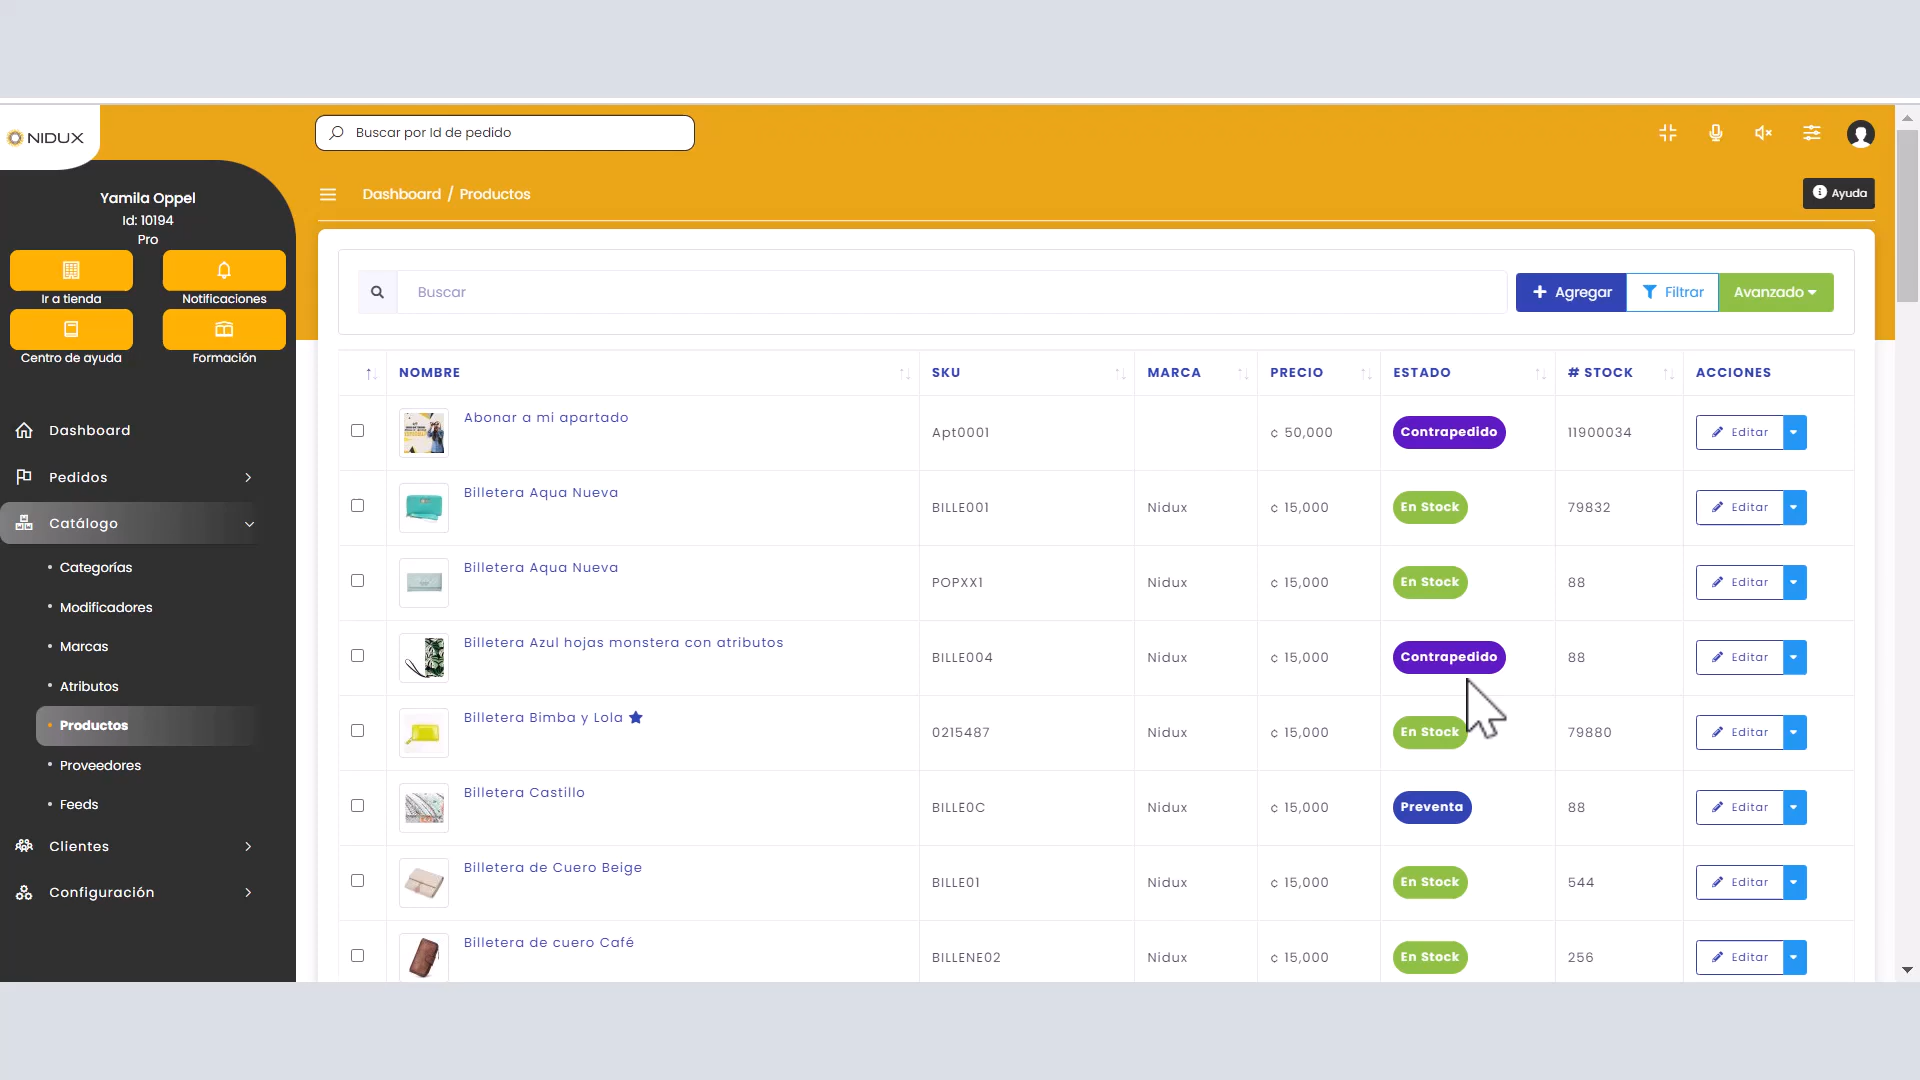 NIDUX
Buscar por Id de pedido
Yamila Oppel
Id: 10194
Pro
Ir a tienda
Notificaciones
Centro de ayuda
Formación
Dashboard
Pedidos
Catálogo
Categorías
Modificadores
Marcas
Atributos
Productos
Proveedores
Feeds
Clientes
Configuración
Dashboard / Productos
Ayuda
Buscar
Agregar
Filtrar
Avanzado
NOMBRE SKU MARCA PRECIO ESTADO # STOCK ACCIONES
Abonar a mi apartado Apt0001 ¢ 50,000 Contrapedido 11900034 Editar
Billetera Aqua Nueva BILLE001 Nidux ¢ 15,000 En Stock 79832 Editar
Billetera Aqua Nueva POPXX1 Nidux ¢ 15,000 En Stock 88 Editar
Billetera Azul hojas monstera con atributos BILLE004 Nidux ¢ 15,000 Contrapedido 88 Editar
Billetera Bimba y Lola 0215487 Nidux ¢ 15,000 En Stock 79880 Editar
Billetera Castillo BILLE0C Nidux ¢ 15,000 Preventa 88 Editar
Billetera de Cuero Beige BILLE01 Nidux ¢ 15,000 En Stock 544 Editar
Billetera de cuero Café BILLENE02 Nidux ¢ 15,000 En Stock 256 Editar